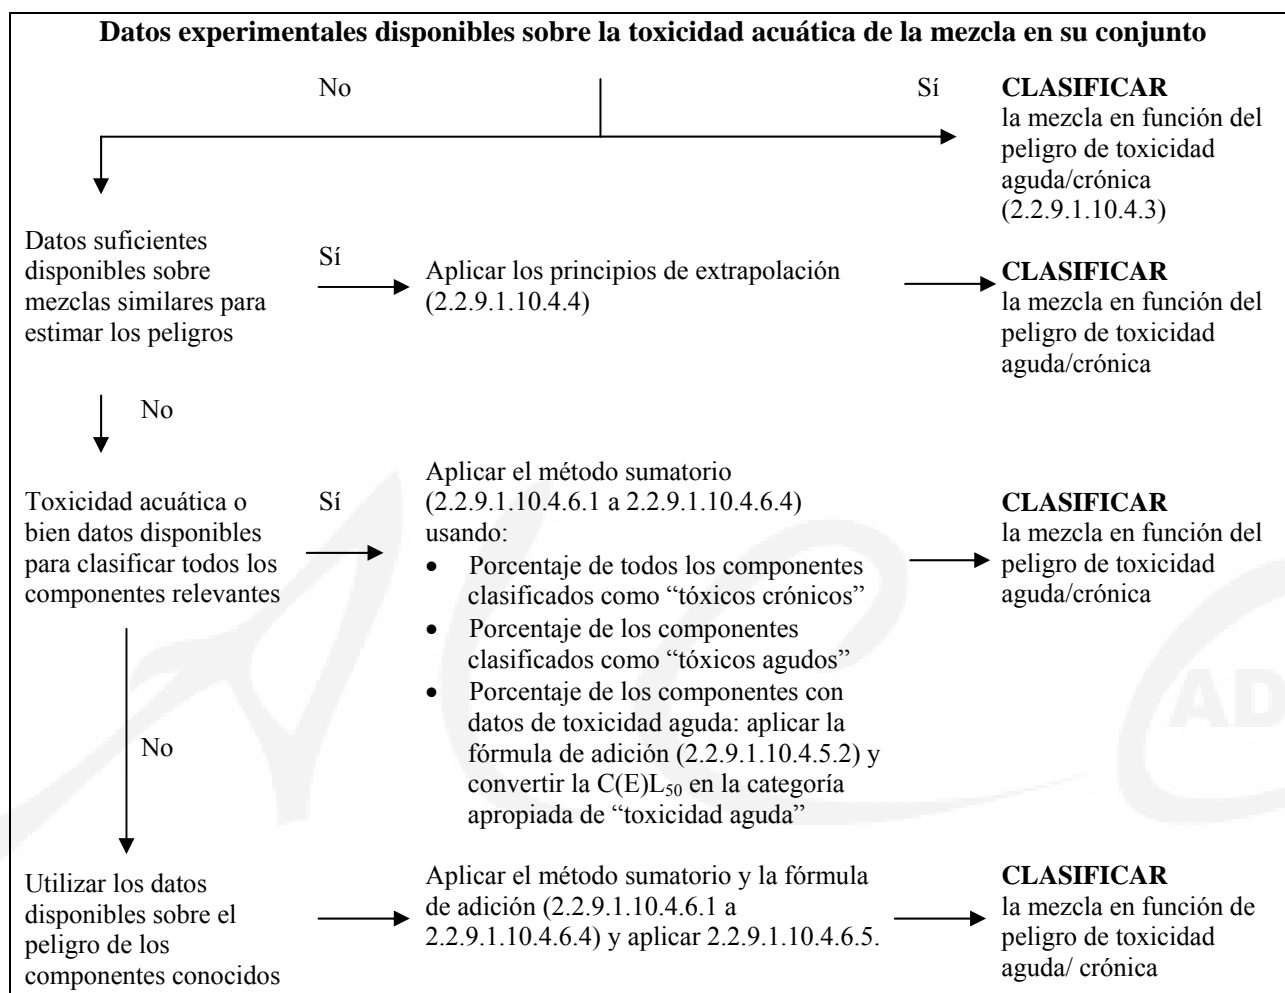 Datos experimentales disponibles sobre la toxicidad acuática de la mezcla en su conjunto
No
Sí
CLASIFICAR
la mezcla en función del
peligro de toxicidad
aguda/crónica
(2.2.9.1.10.4.3)
Datos suficientes
disponibles sobre
mezclas similares para
estimar los peligros
Sí
Aplicar los principios de extrapolación
(2.2.9.1.10.4.4)
CLASIFICAR
la mezcla en función del
peligro de toxicidad
aguda/crónica
No
Toxicidad acuática o
bien datos disponibles
para clasificar todos los
componentes relevantes
Sí
Aplicar el método sumatorio
(2.2.9.1.10.4.6.1 a 2.2.9.1.10.4.6.4)
usando:
• Porcentaje de todos los componentes
clasificados como “tóxicos crónicos”
• Porcentaje de los componentes
clasificados como “tóxicos agudos”
• Porcentaje de los componentes con
datos de toxicidad aguda: aplicar la
fórmula de adición (2.2.9.1.10.4.5.2) y
convertir la C(E)L50 en la categoría
apropiada de “toxicidad aguda”
CLASIFICAR
la mezcla en función del
peligro de toxicidad
aguda/crónica
No
Utilizar los datos
disponibles sobre el
peligro de los
componentes conocidos
Aplicar el método sumatorio y la fórmula
de adición (2.2.9.1.10.4.6.1 a
2.2.9.1.10.4.6.4) y aplicar 2.2.9.1.10.4.6.5.
CLASIFICAR
la mezcla en función de
peligro de toxicidad
aguda/ crónica
AD